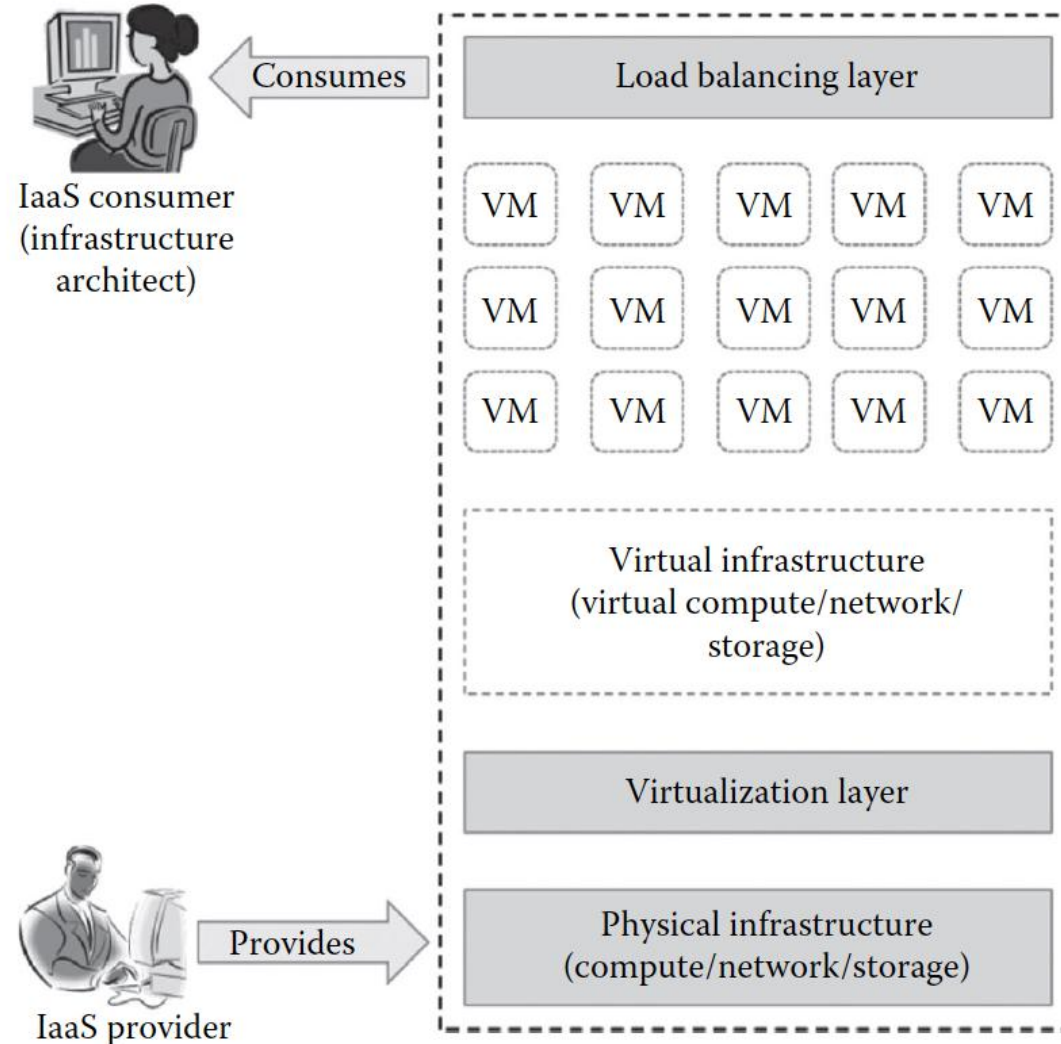 Consumes
Load balancing layer
IaaS consumer
(infrastructure
architect)
VM VM VM VM VM
VM VM VM VM VM
VM VM VM VM VM
Virtual infrastructure
(virtual compute/network/
storage)
Virtualization layer
Physical infrastructure
(compute/network/storage)
Provides
IaaS provider